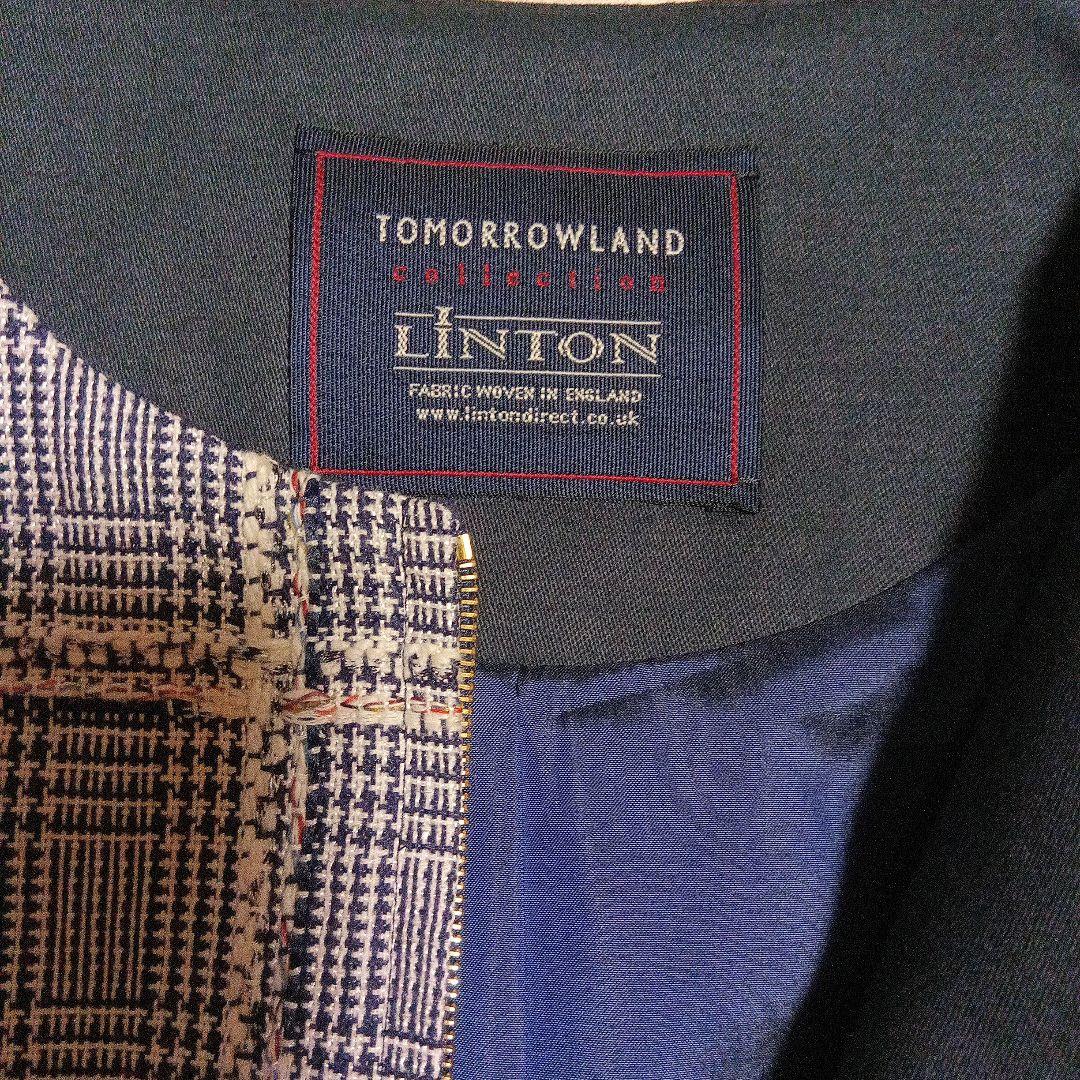 TOMORROWLAND
collection
LINTON
FABRIC WOVEN IN ENGLAND
www.lintondirect.co.uk